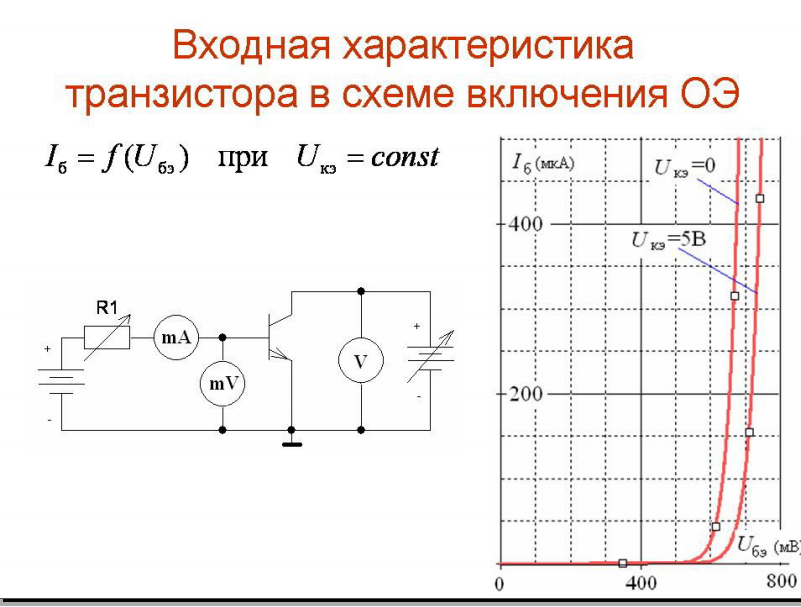 Входная характеристика
транзистора в схеме включения ОЭ
Iб = f(Uбэ) при Uкэ = const
Iб (мкА)
Uкэ=0
400
Uкэ=5В
200
Uбэ (мВ)
0 400 800
R1
+
mA
mV
-
V
+
-